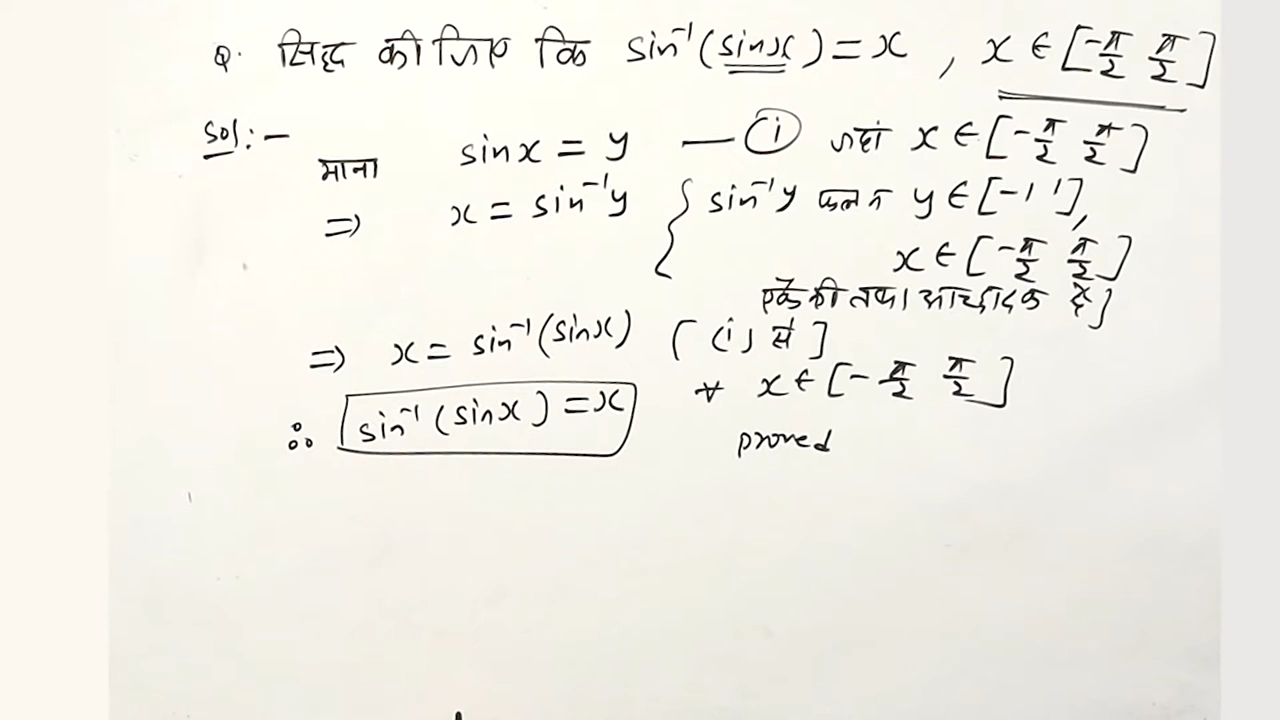 Q. सिद्ध कीजिए कि sin⁻¹(sinx) = x , x ∈ [-π/2 π/2]
Sol:-
माना sinx = y — (i) जहां x ∈ [-π/2 π/2]
⇒ x = sin⁻¹y { sin⁻¹y फलन y ∈ [-1 1],
x ∈ [-π/2 π/2]
एकैकी तथा आच्छादक है]
⇒ x = sin⁻¹(sinx) [(i) से]
∴ sin⁻¹(sinx) = x ∀ x ∈ [-π/2 π/2]
proved